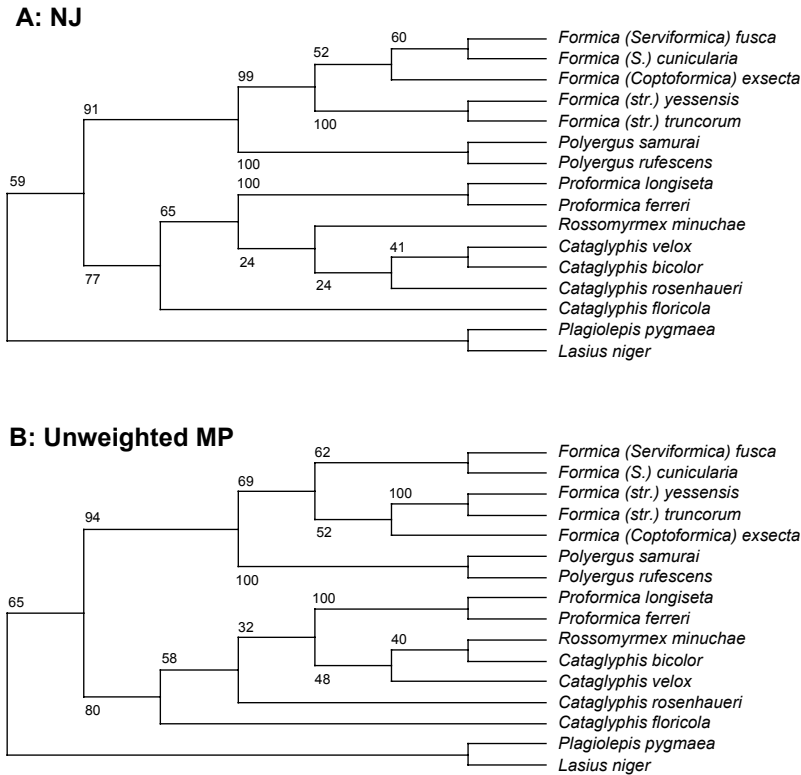 A: NJ
60
Formica (Serviformica) fusca
52
Formica (S.) cunicularia
99
Formica (Coptoformica) exsecta
91
Formica (str.) yessensis
100
Formica (str.) truncorum
Polyergus samurai
100
Polyergus rufescens
59
100
Proformica longiseta
65
Proformica ferreri
Rossomyrmex minuchae
41
Cataglyphis velox
77
24
Cataglyphis bicolor
24
Cataglyphis rosenhaueri
Cataglyphis floricola
Plagiolepis pygmaea
Lasius niger
B: Unweighted MP
62
Formica (Serviformica) fusca
69
Formica (S.) cunicularia
100
Formica (str.) yessensis
94
Formica (str.) truncorum
52
Formica (Coptoformica) exsecta
Polyergus samurai
100
Polyergus rufescens
65
100
Proformica longiseta
32
Proformica ferreri
40
Rossomyrmex minuchae
58
Cataglyphis bicolor
48
Cataglyphis velox
80
Cataglyphis rosenhaueri
Cataglyphis floricola
Plagiolepis pygmaea
Lasius niger